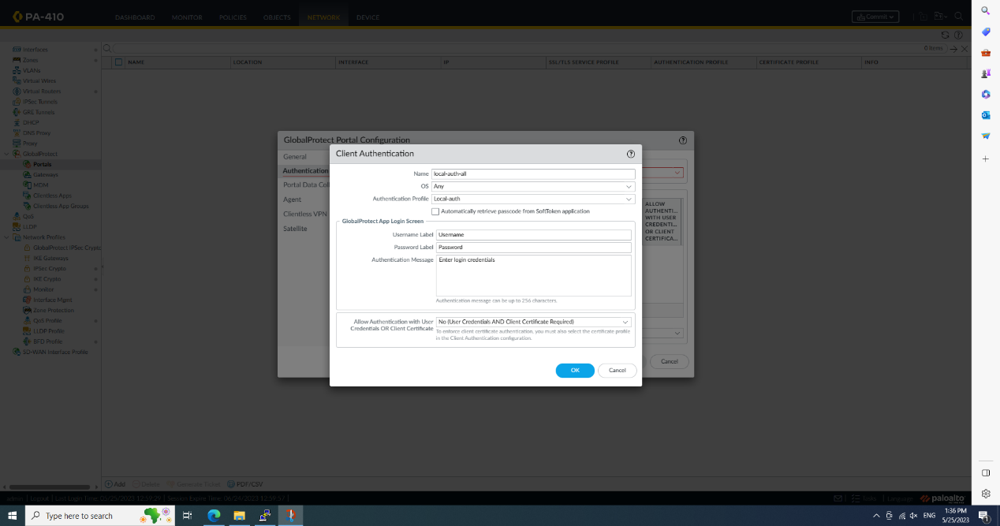 PA-410
DASHBOARD
MONITOR
POLICIES
OBJECTS
NETWORK
DEVICE
Commit
0 items
NAME
LOCATION
INTERFACE
IP
SSL/TLS SERVICE PROFILE
AUTHENTICATION PROFILE
CERTIFICATE PROFILE
INFO
Interfaces
Zones
VLANs
Virtual Wires
Virtual Routers
IPSec Tunnels
GRE Tunnels
DHCP
DNS Proxy
Proxy
GlobalProtect
Portals
Gateways
MDM
Clientless Apps
Clientless App Groups
QoS
LLDP
Network Profiles
GlobalProtect IPSec Crypto
IKE Gateways
IPSec Crypto
IKE Crypto
Monitor
Interface Mgmt
Zone Protection
QoS Profile
LLDP Profile
BFD Profile
SD-WAN Interface Profile
GlobalProtect Portal Configuration
General
Authentication
Portal Data Coll
Agent
Clientless VPN
Satellite
ALLOW
AUTHENTI...
WITH USER
CREDENTI...
OR CLIENT
CERTIFICA...
Cancel
Client Authentication
Name local-auth-all
OS Any
Authentication Profile Local-auth
Automatically retrieve passcode from SoftToken application
GlobalProtect App Login Screen
Username Label Username
Password Label Password
Authentication Message Enter login credentials
Authentication message can be up to 256 characters.
Allow Authentication with User Credentials OR Client Certificate No (User Credentials AND Client Certificate Required)
To enforce client certificate authentication, you must also select the certificate profile
in the Client Authentication configuration.
OK
Cancel
Add
Delete
Generate Ticket
PDF/CSV
admin | Logout | Last Login Time: 05/25/2023 12:59:29 | Session Expire Time: 06/24/2023 12:59:57 |
Tasks | Language
paloalto
Type here to search
ENG
1:36 PM
5/25/2023
1